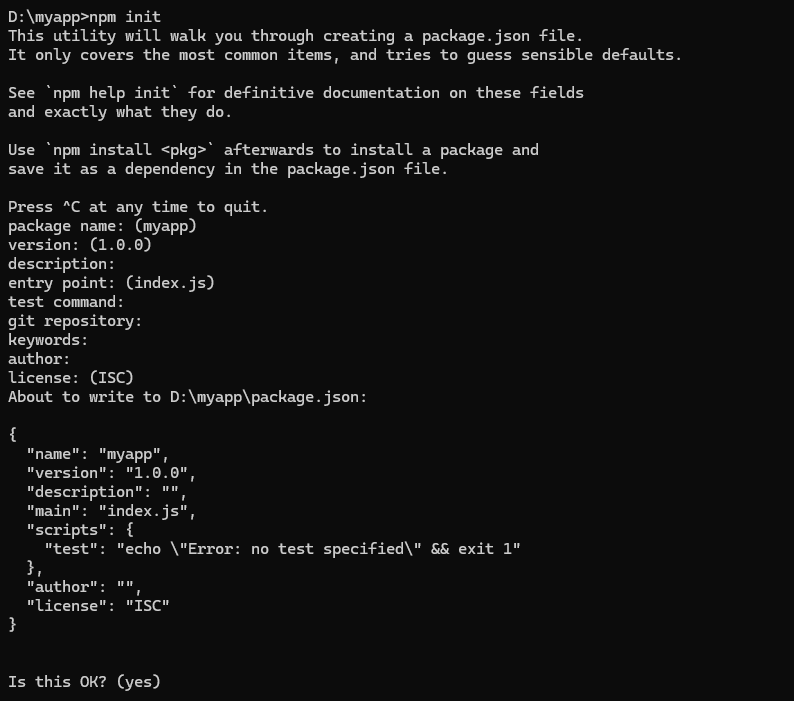 D:\myapp>npm init
This utility will walk you through creating a package.json file.
It only covers the most common items, and tries to guess sensible defaults.

See `npm help init` for definitive documentation on these fields
and exactly what they do.

Use `npm install <pkg>` afterwards to install a package and
save it as a dependency in the package.json file.

Press ^C at any time to quit.
package name: (myapp)
version: (1.0.0)
description:
entry point: (index.js)
test command:
git repository:
keywords:
author:
license: (ISC)
About to write to D:\myapp\package.json:

{
  "name": "myapp",
  "version": "1.0.0",
  "description": "",
  "main": "index.js",
  "scripts": {
    "test": "echo \"Error: no test specified\" && exit 1"
  },
  "author": "",
  "license": "ISC"
}


Is this OK? (yes)